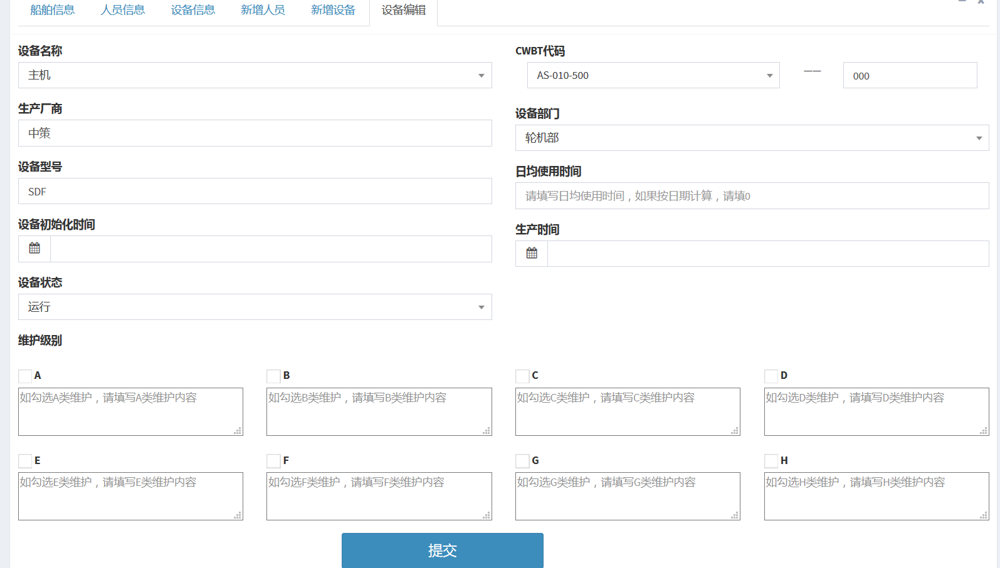 船舶信息 人员信息 设备信息 新增人员 新增设备 设备编辑
设备名称
主机
CWBT代码
AS-010-500 —— 000
生产厂商
中策
设备部门
轮机部
设备型号
SDF
日均使用时间
请填写日均使用时间，如果按日期计算，请填0
设备初始化时间
生产时间
设备状态
运行
维护级别
A B C D
如勾选A类维护，请填写A类维护内容 如勾选B类维护，请填写B类维护内容 如勾选C类维护，请填写C类维护内容 如勾选D类维护，请填写D类维护内容
E F G H
如勾选E类维护，请填写E类维护内容 如勾选F类维护，请填写F类维护内容 如勾选G类维护，请填写G类维护内容 如勾选H类维护，请填写H类维护内容
提交